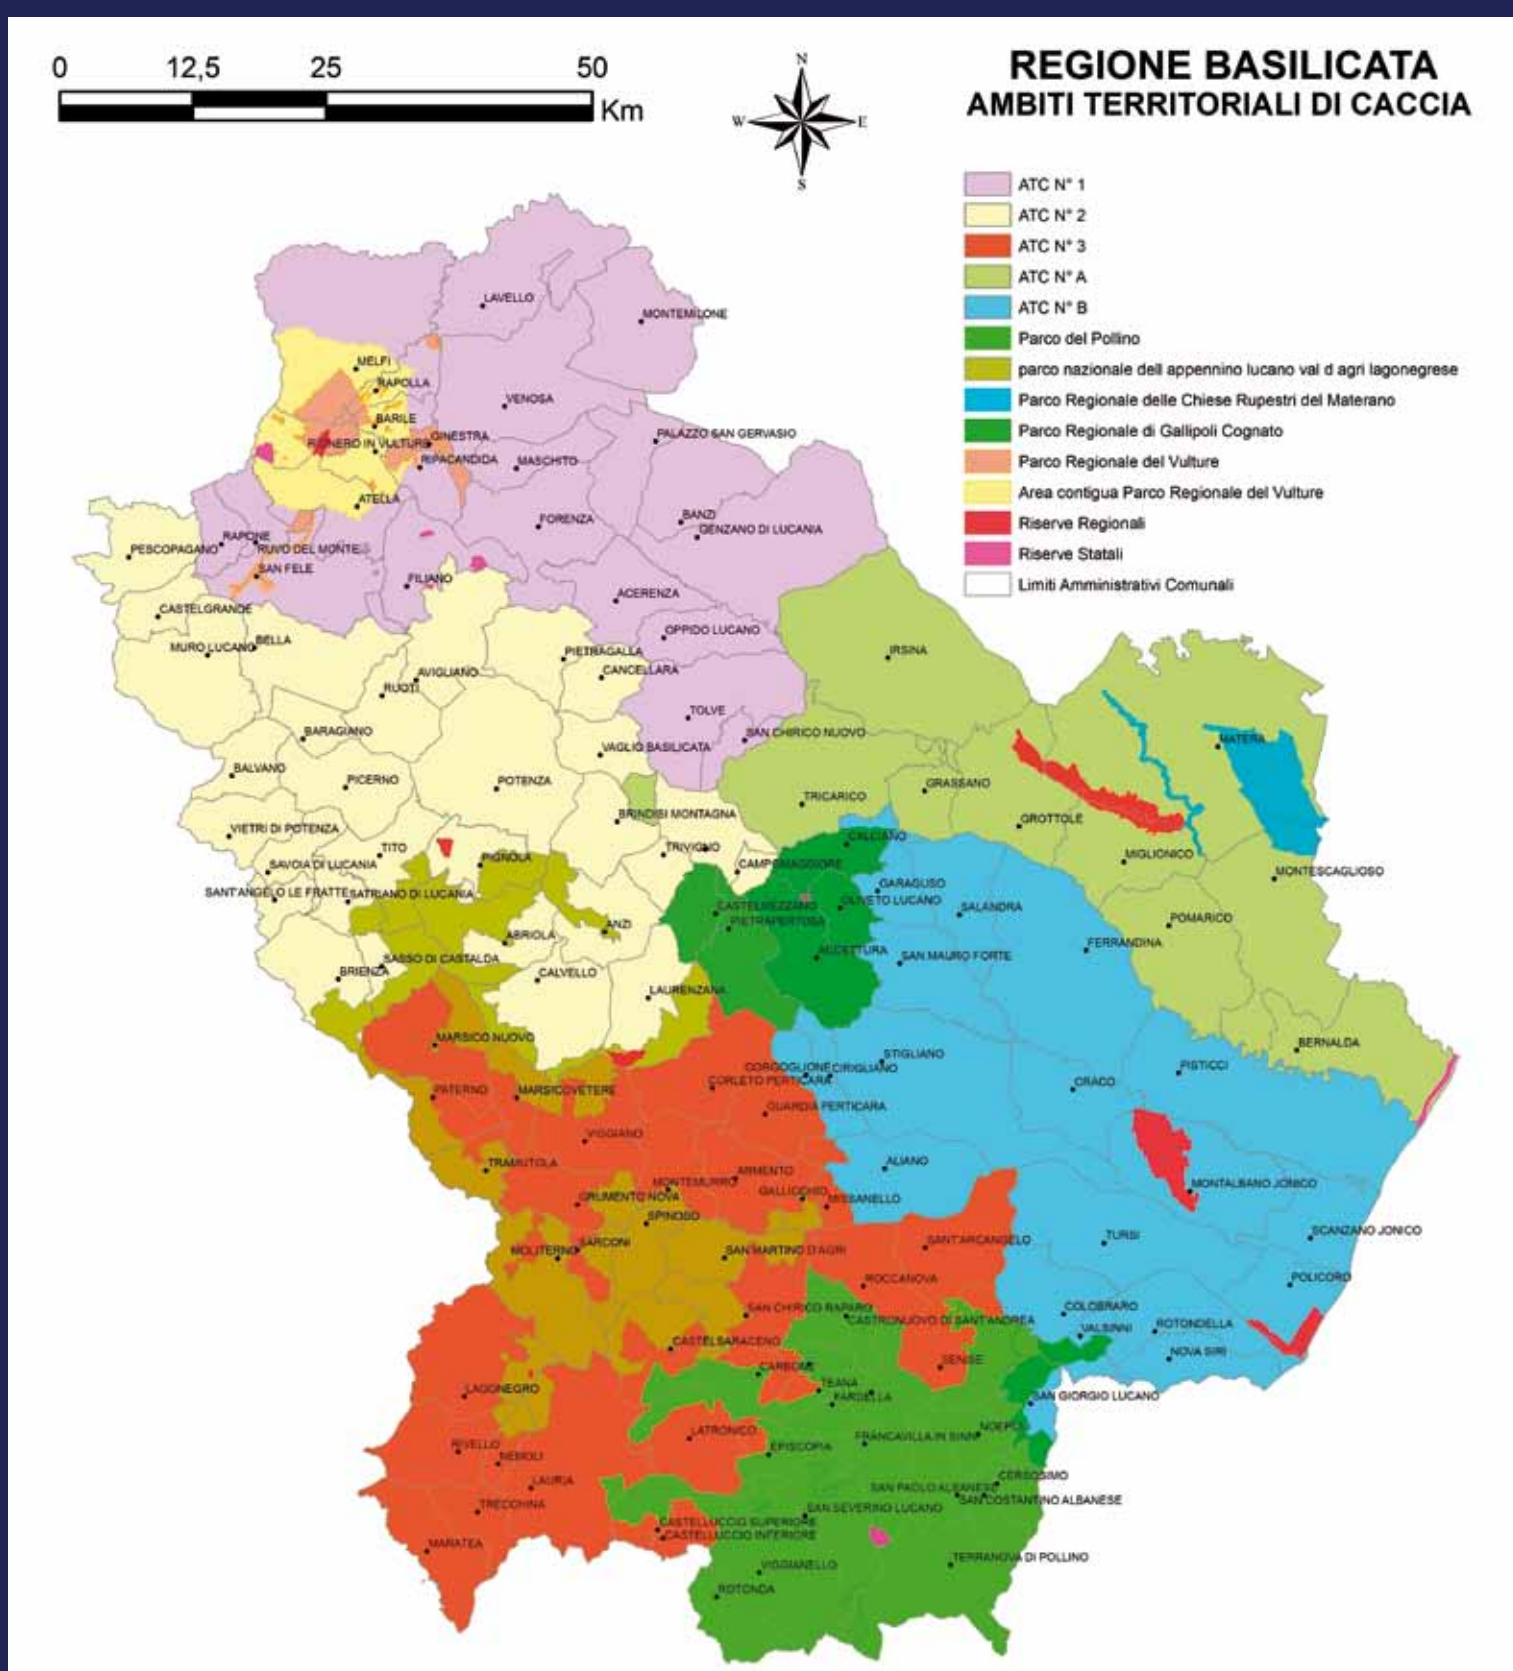 0 12,5 25 50
Km
N
W E
S
REGIONE BASILICATA
AMBITI TERRITORIALI DI CACCIA
ATC N° 1
ATC N° 2
ATC N° 3
ATC N° A
ATC N° B
Parco del Pollino
parco nazionale dell appennino lucano val d agri lagonegrese
Parco Regionale delle Chiese Rupestri del Materano
Parco Regionale di Gallipoli Cognato
Parco Regionale del Vulture
Area contigua Parco Regionale del Vulture
Riserve Regionali
Riserve Statali
Limiti Amministrativi Comunali
LAVELLO
MONTEMILONE
MELFI
RAPOLLA
VENOSA
BARILE
PALAZZO SAN GERVASIO
RIONERO IN VULTURE
GINESTRA
RIPACANDIDA
MASCHITO
ATELLA
FORENZA
BANZI
GENZANO DI LUCANIA
RAPONE
PESCOPAGANO
RUVO DEL MONTE
SAN FELE
FILIANO
ACERENZA
CASTELGRANDE
OPPIDO LUCANO
BELLA
MURO LUCANO
PIETRAGALLA
IRSINA
CANCELLARA
AVIGLIANO
RUOTI
TOLVE
BARAGIANO
SAN CHIRICO NUOVO
VAGLIO BASILICATA
MATERA
BALVANO
PICERNO
POTENZA
GRASSANO
TRICARICO
BRINDISI MONTAGNA
GROTTOLE
VIETRI DI POTENZA
CALCIANO
TITO
TRIVIGNO
PIGNOLA
MIGLIONICO
SAVOIA DI LUCANIA
CAMPOMAGGIORE
MONTESCAGLIOSO
GARAGUSO
SANT'ANGELO LE FRATTE
SATRIANO DI LUCANIA
OLIVETO LUCANO
CASTELMEZZANO
SALANDRA
PIETRAPERTOSA
POMARICO
ANZI
ABRIOLA
FERRANDINA
ACCETTURA
SAN MAURO FORTE
SASSO DI CASTALDA
BRIENZA
CALVELLO
LAURENZANA
MARSICO NUOVO
BERNALDA
STIGLIANO
PISTICCI
GORGOGLIONE
CIRIGLIANO
CORLETO PERTICARA
CRACO
PATERNO
MARSICOVETERE
GUARDIA PERTICARA
VIGGIANO
TRAMUTOLA
ALIANO
ARMENTO
MONTEMURRO
MONTALBANO JONICO
GALLICCHIO
GRUMENTO NOVA
MISSANELLO
SPINOSO
SCANZANO JONICO
TURSI
SARCONI
SANT'ARCANGELO
MOLITERNO
SAN MARTINO D'AGRI
POLICORO
ROCCANOVA
SAN CHIRICO RAPARO
COLOBRARO
CASTRONUOVO DI SANT'ANDREA
ROTONDELLA
VALSINNI
CASTELSARACENO
NOVA SIRI
SENISE
CARBONE
TEANA
LAGONEGRO
FARDELLA
SAN GIORGIO LUCANO
NOEPLI
LATRONICO
FRANCAVILLA IN SINNI
RIVELLO
EPISCOPIA
NEMOLI
CERSOSIMO
LAURIA
SAN PAOLO ALBANESE
SAN COSTANTINO ALBANESE
TRECCHINA
SAN SEVERINO LUCANO
CASTELLUCCIO SUPERIORE
CASTELLUCCIO INFERIORE
MARATEA
TERRANOVA DI POLLINO
VIGGIANELLO
ROTONDA